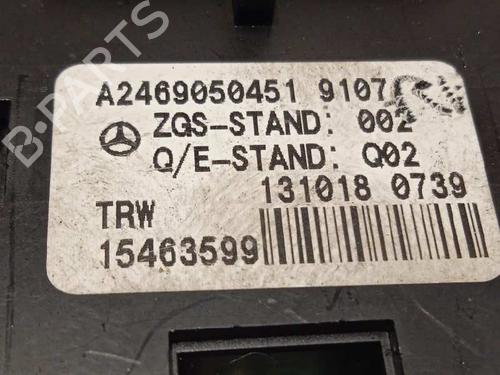 A2469050451 9107
ZGS-STAND: 002
Q/E-STAND: Q02
131018 0739
TRW
15463599
B-PARTS